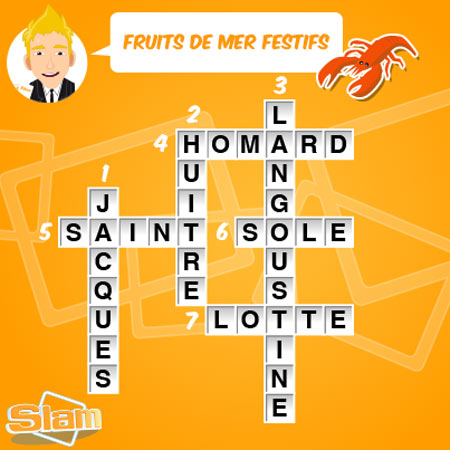 FRUITS DE MER FESTIFS
1 JACQUES
2 HUITRE
3 LANGOUSTINE
4 HOMARD
5 SAINT
6 SOLE
7 LOTTE
Slam